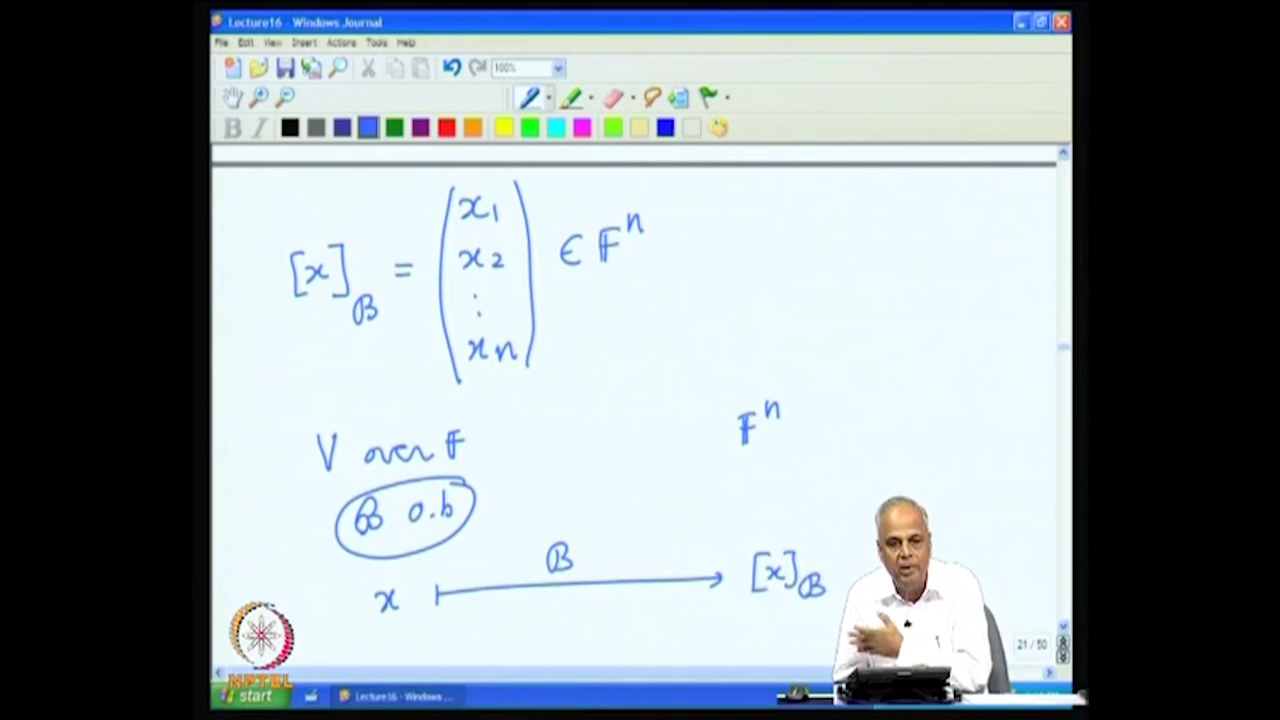 Lecture16 - Windows Journal
File Edit View Insert Actions Tools Help
100%
B I
[x]_B = (x1 x2 ⋮ xn) ∈ F^n
V over F
F^n
B o.b
B
x ↦ [x]_B
21 / 50
NPTEL
start Lecture16 - Windows ...